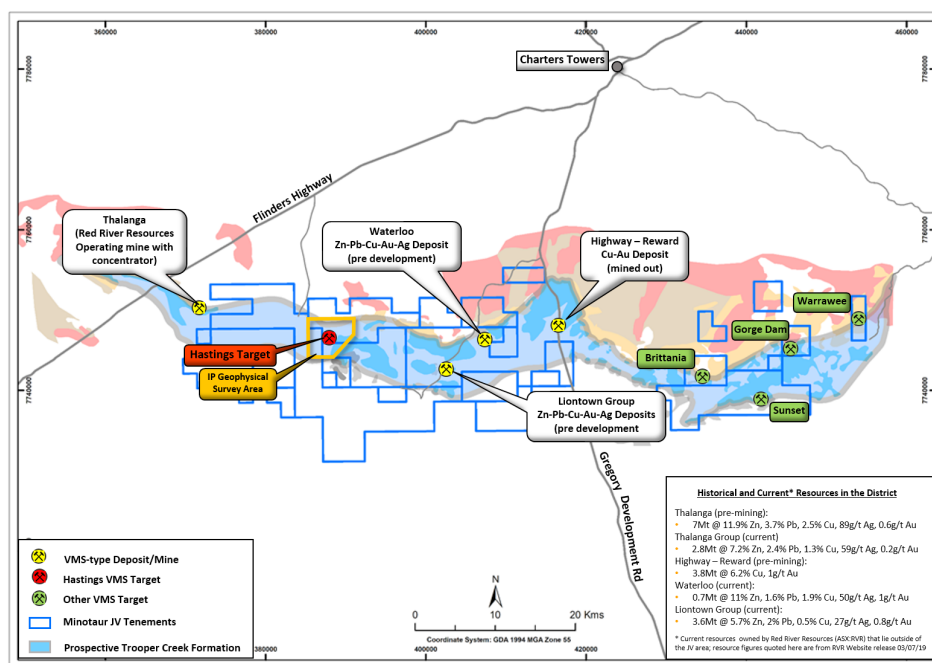 360000
380000
400000
420000
440000
460000
7780000
7760000
7740000
Charters Towers
Flinders Highway
Thalanga
(Red River Resources
Operating mine with
concentrator)
Waterloo
Zn-Pb-Cu-Au-Ag Deposit
(pre development)
Highway – Reward
Cu-Au Deposit
(mined out)
Warrawee
Gorge Dam
Brittania
Sunset
Hastings Target
IP Geophysical
Survey Area
Liontown Group
Zn-Pb-Cu-Au-Ag Deposits
(pre development
Gregory Development Rd
VMS-type Deposit/Mine
Hastings VMS Target
Other VMS Target
Minotaur JV Tenements
Prospective Trooper Creek Formation
N
0 10 20 Kms
Coordinate System: GDA 1994 MGA Zone 55
Historical and Current* Resources in the District
Thalanga (pre-mining):
• 7Mt @ 11.9% Zn, 3.7% Pb, 2.5% Cu, 89g/t Ag, 0.6g/t Au
Thalanga Group (current)
• 2.8Mt @ 7.2% Zn, 2.4% Pb, 1.3% Cu, 59g/t Ag, 0.2g/t Au
Highway – Reward (pre-mining):
• 3.8Mt @ 6.2% Cu, 1g/t Au
Waterloo (current):
• 0.7Mt @ 11% Zn, 1.6% Pb, 1.9% Cu, 50g/t Ag, 1g/t Au
Liontown Group (current):
• 3.6Mt @ 5.7% Zn, 2% Pb, 0.5% Cu, 27g/t Ag, 0.8g/t Au
* Current resources owned by Red River Resources (ASX:RVR) that lie outside of
the JV area; resource figures quoted here are from RVR Website release 03/07/19